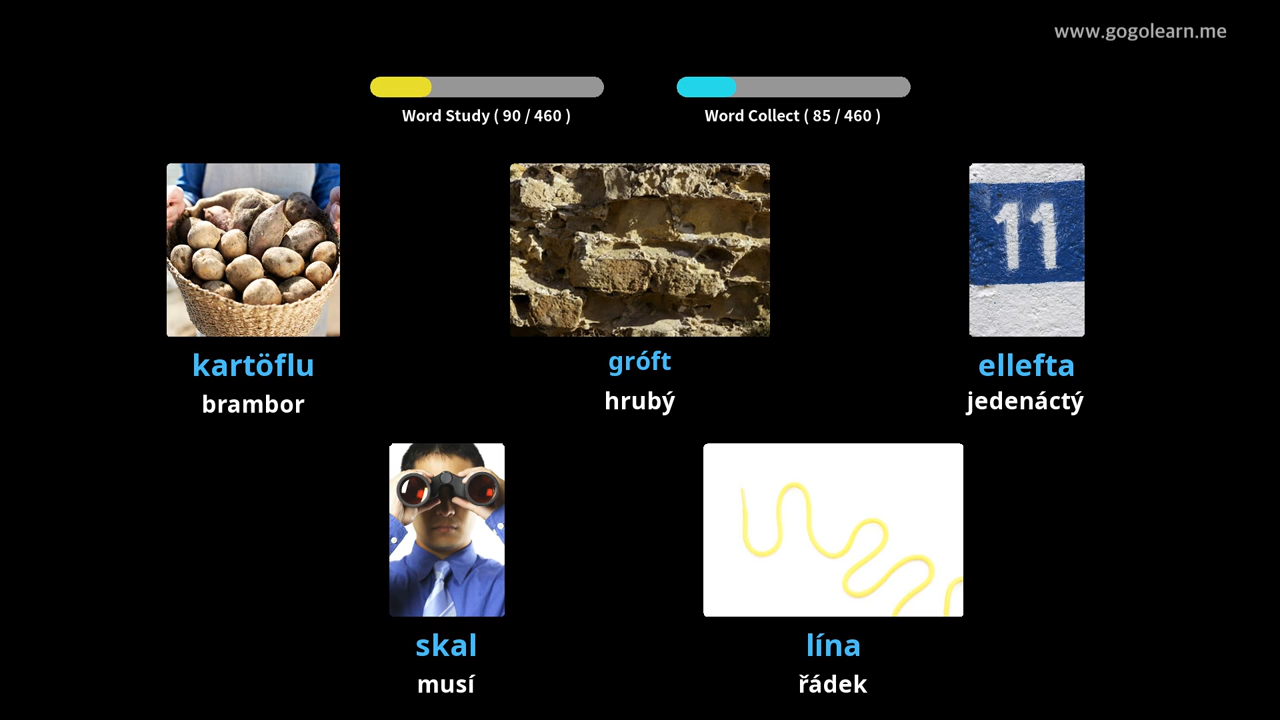 www.gogolearn.me
Word Study ( 90 / 460 )
Word Collect ( 85 / 460 )
11
kartöflu
brambor
gróft
hrubý
ellefta
jedenáctý
skal
musí
lína
řádek